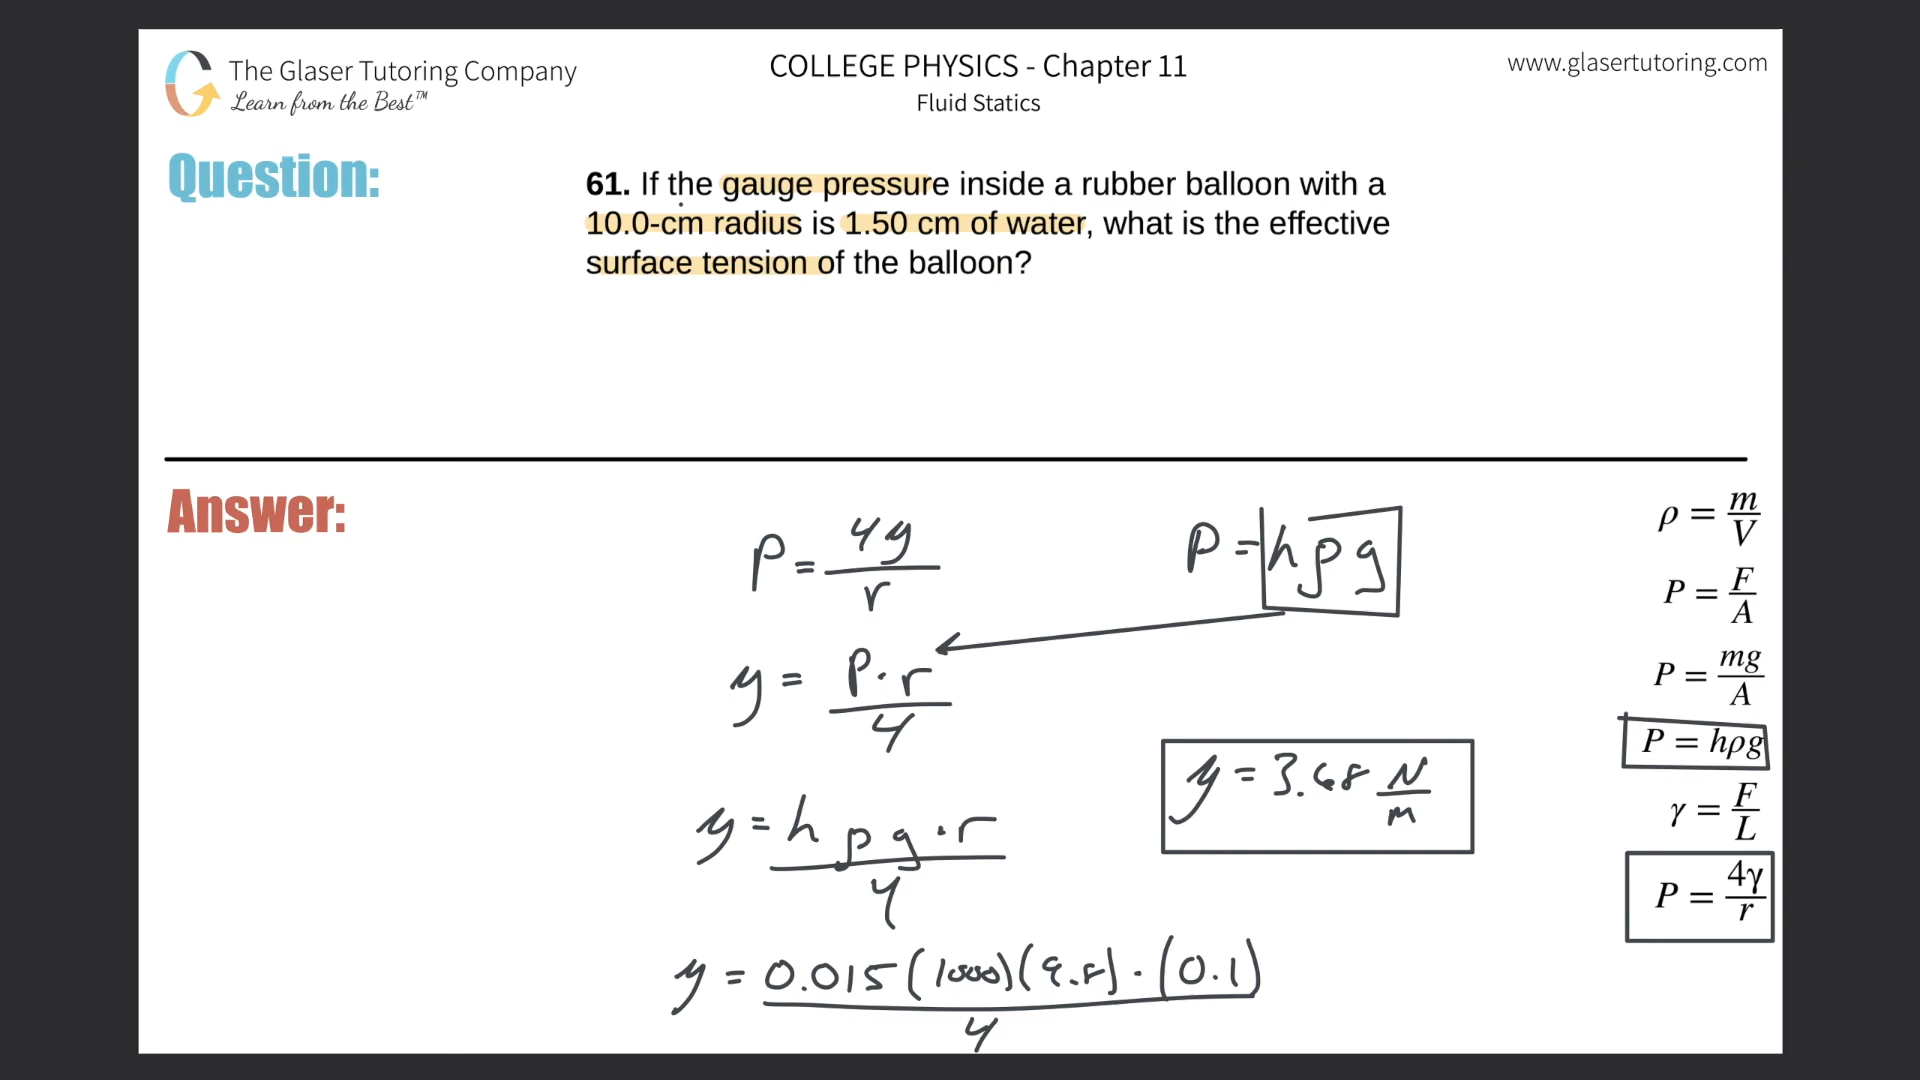 The Glaser Tutoring Company
Learn from the Best™
COLLEGE PHYSICS - Chapter 11
Fluid Statics
www.glasertutoring.com
Question:
61. If the gauge pressure inside a rubber balloon with a
10.0-cm radius is 1.50 cm of water, what is the effective
surface tension of the balloon?
Answer:
P = 4γ/r
P = hρg
γ = P·r/4
γ = hρg·r/4
γ = 0.015(1000)(9.8)·(0.1)/4
γ = 3.68 N/m
ρ = m/V
P = F/A
P = mg/A
P = hρg
γ = F/L
P = 4γ/r